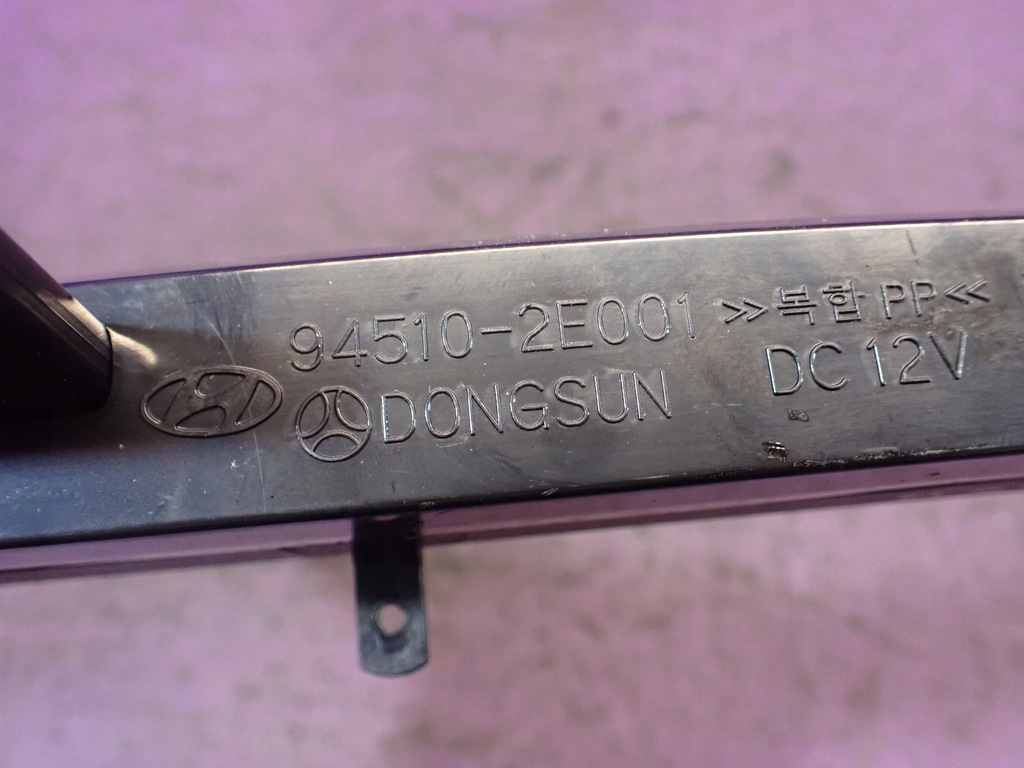 94510-2E001
DONGSUN
>>복합 PP<<
DC 12V